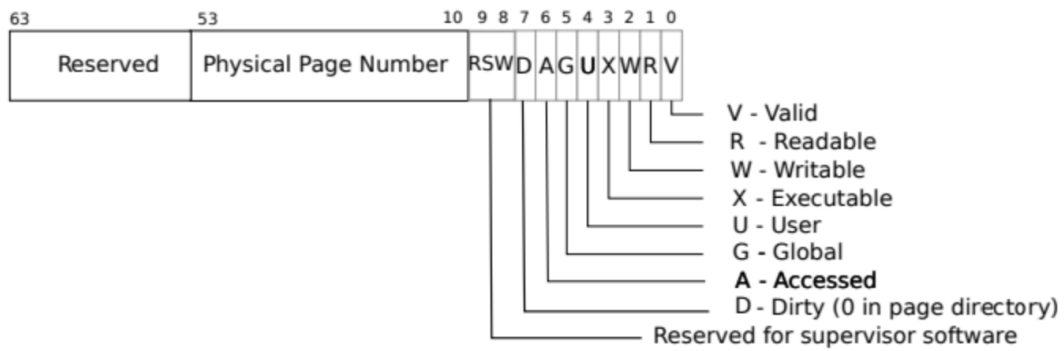 63 53 10 9 8 7 6 5 4 3 2 1 0
Reserved Physical Page Number RSW D A G U X W R V
V - Valid
R - Readable
W - Writable
X - Executable
U - User
G - Global
A - Accessed
D - Dirty (0 in page directory)
Reserved for supervisor software